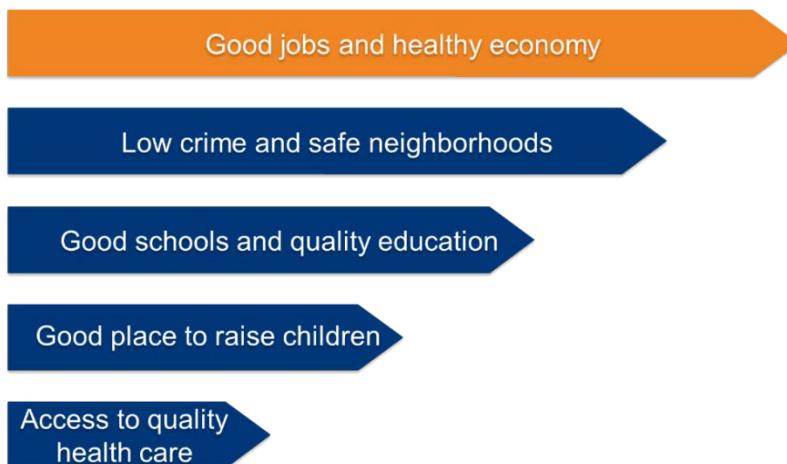 Good jobs and healthy economy
Low crime and safe neighborhoods
Good schools and quality education
Good place to raise children
Access to quality
health care